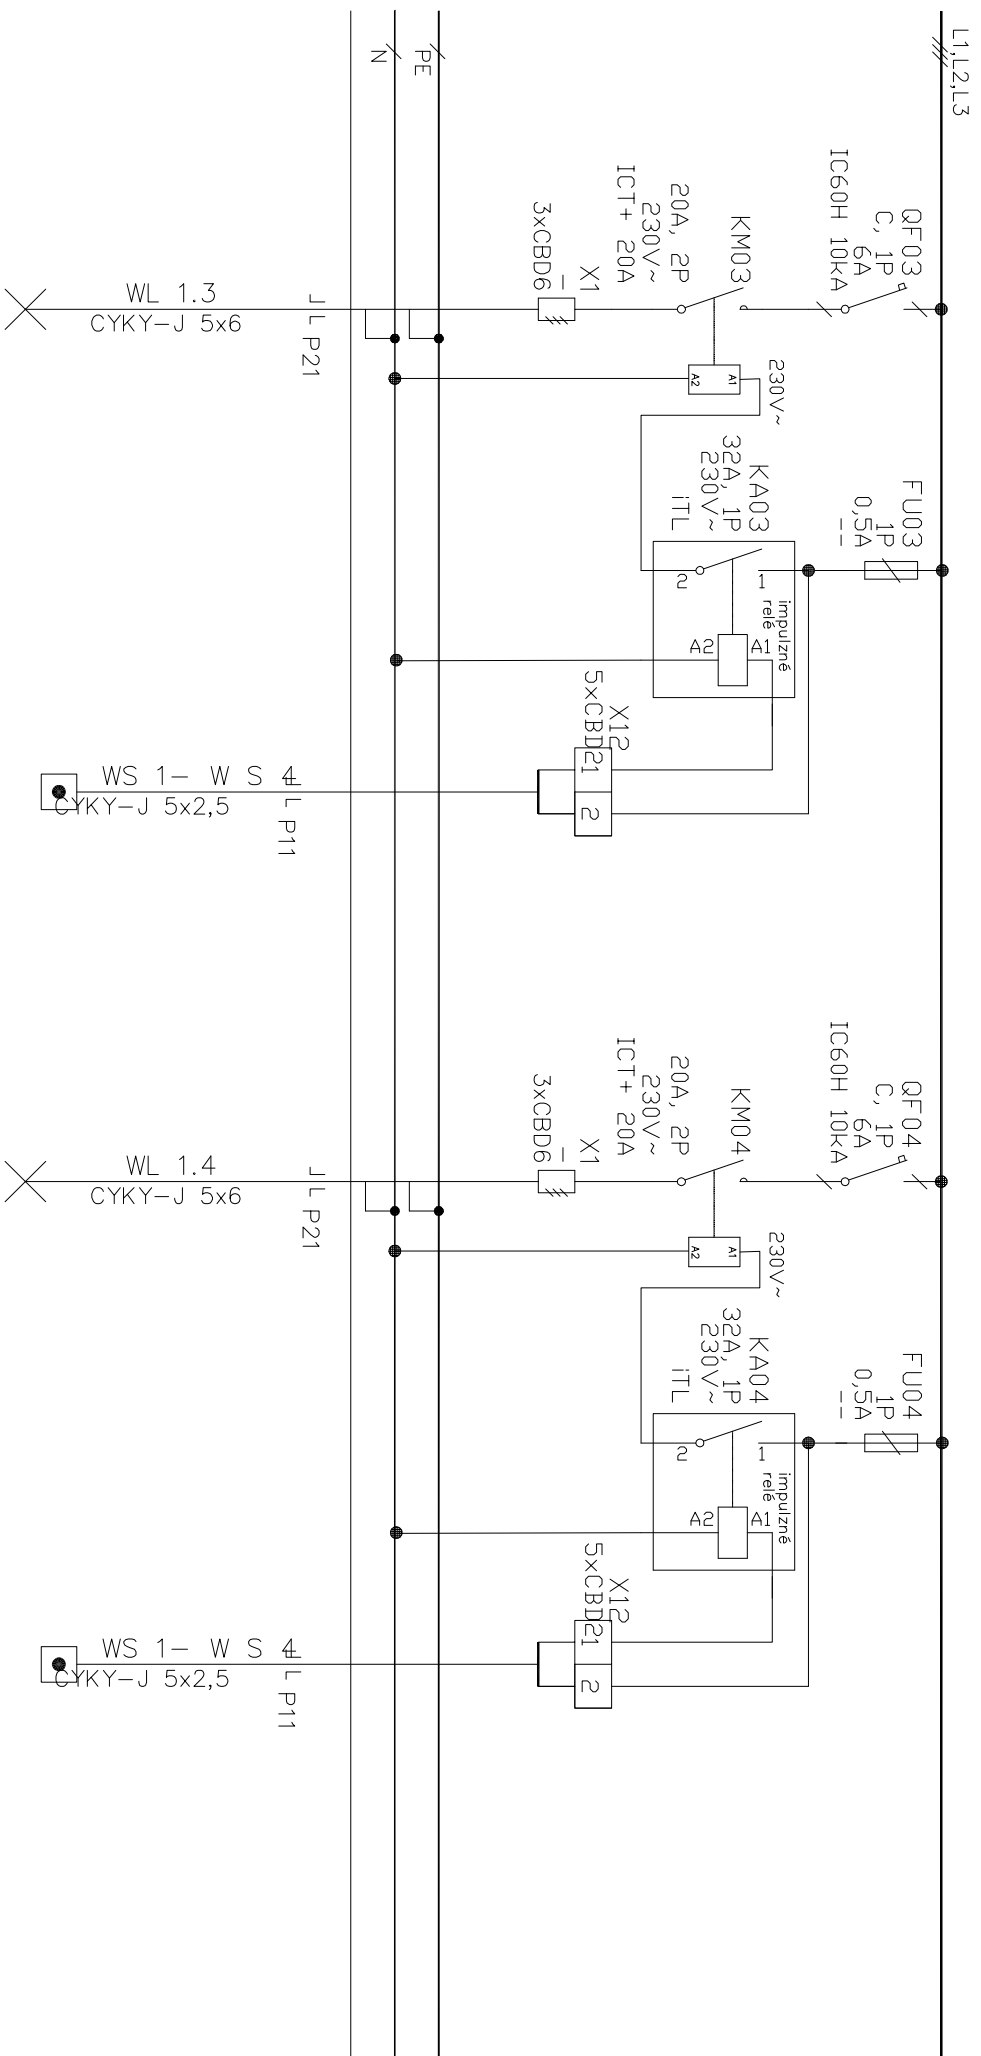 L1,L2,L3
PE
N
QF03
C, 1P
6A
IC60H 10kA
KM03
20A, 2P
230V~
ICT+ 20A
X1
–
3xCBD6
WL 1.3
CYKY-J 5x6
P21
230V~
A1
A2
FU03
1P
0,5A
--
KA03
32A, 1P
230V~
iTL
1
2
impulzné
relé
A1
A2
X12
5xCBD2
1
2
WS 1- W S 4
CYKY-J 5x2,5
P11
QF04
C, 1P
6A
IC60H 10kA
KM04
20A, 2P
230V~
ICT+ 20A
X1
–
3xCBD6
WL 1.4
CYKY-J 5x6
P21
230V~
A1
A2
FU04
1P
0,5A
--
KA04
32A, 1P
230V~
iTL
1
2
impulzné
relé
A1
A2
X12
5xCBD2
1
2
WS 1- W S 4
CYKY-J 5x2,5
P11